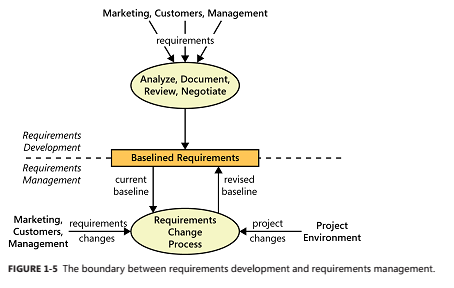 Marketing, Customers, Management
requirements
Analyze, Document,
Review, Negotiate
Requirements
Development
Baselined Requirements
Requirements
Management
current
baseline
revised
baseline
Marketing,
Customers,
Management
requirements
changes
Requirements
Change
Process
project
changes
Project
Environment
FIGURE 1-5 The boundary between requirements development and requirements management.